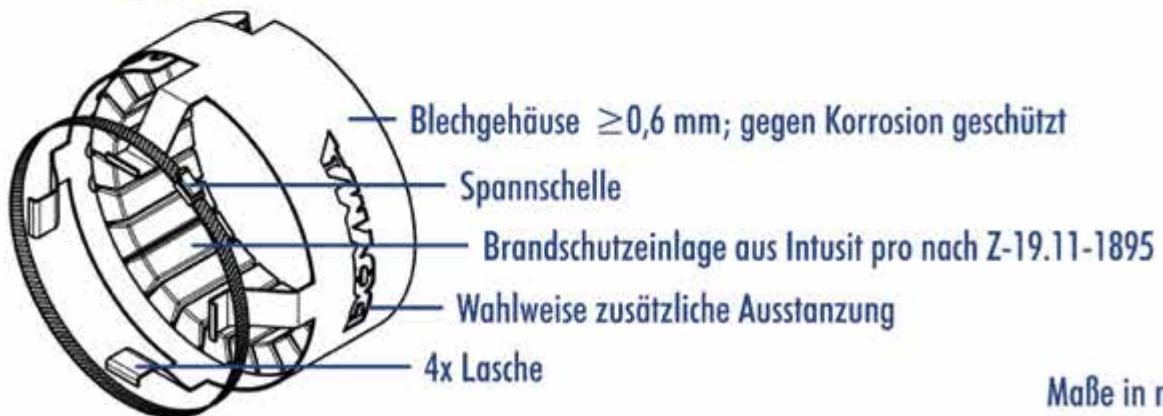 Blechgehäuse ≥0,6 mm; gegen Korrosion geschützt
Spannschelle
Brandschutzeinlage aus Intusit pro nach Z-19.11-1895
Wahlweise zusätzliche Ausstanzung
4x Lasche
Maße in